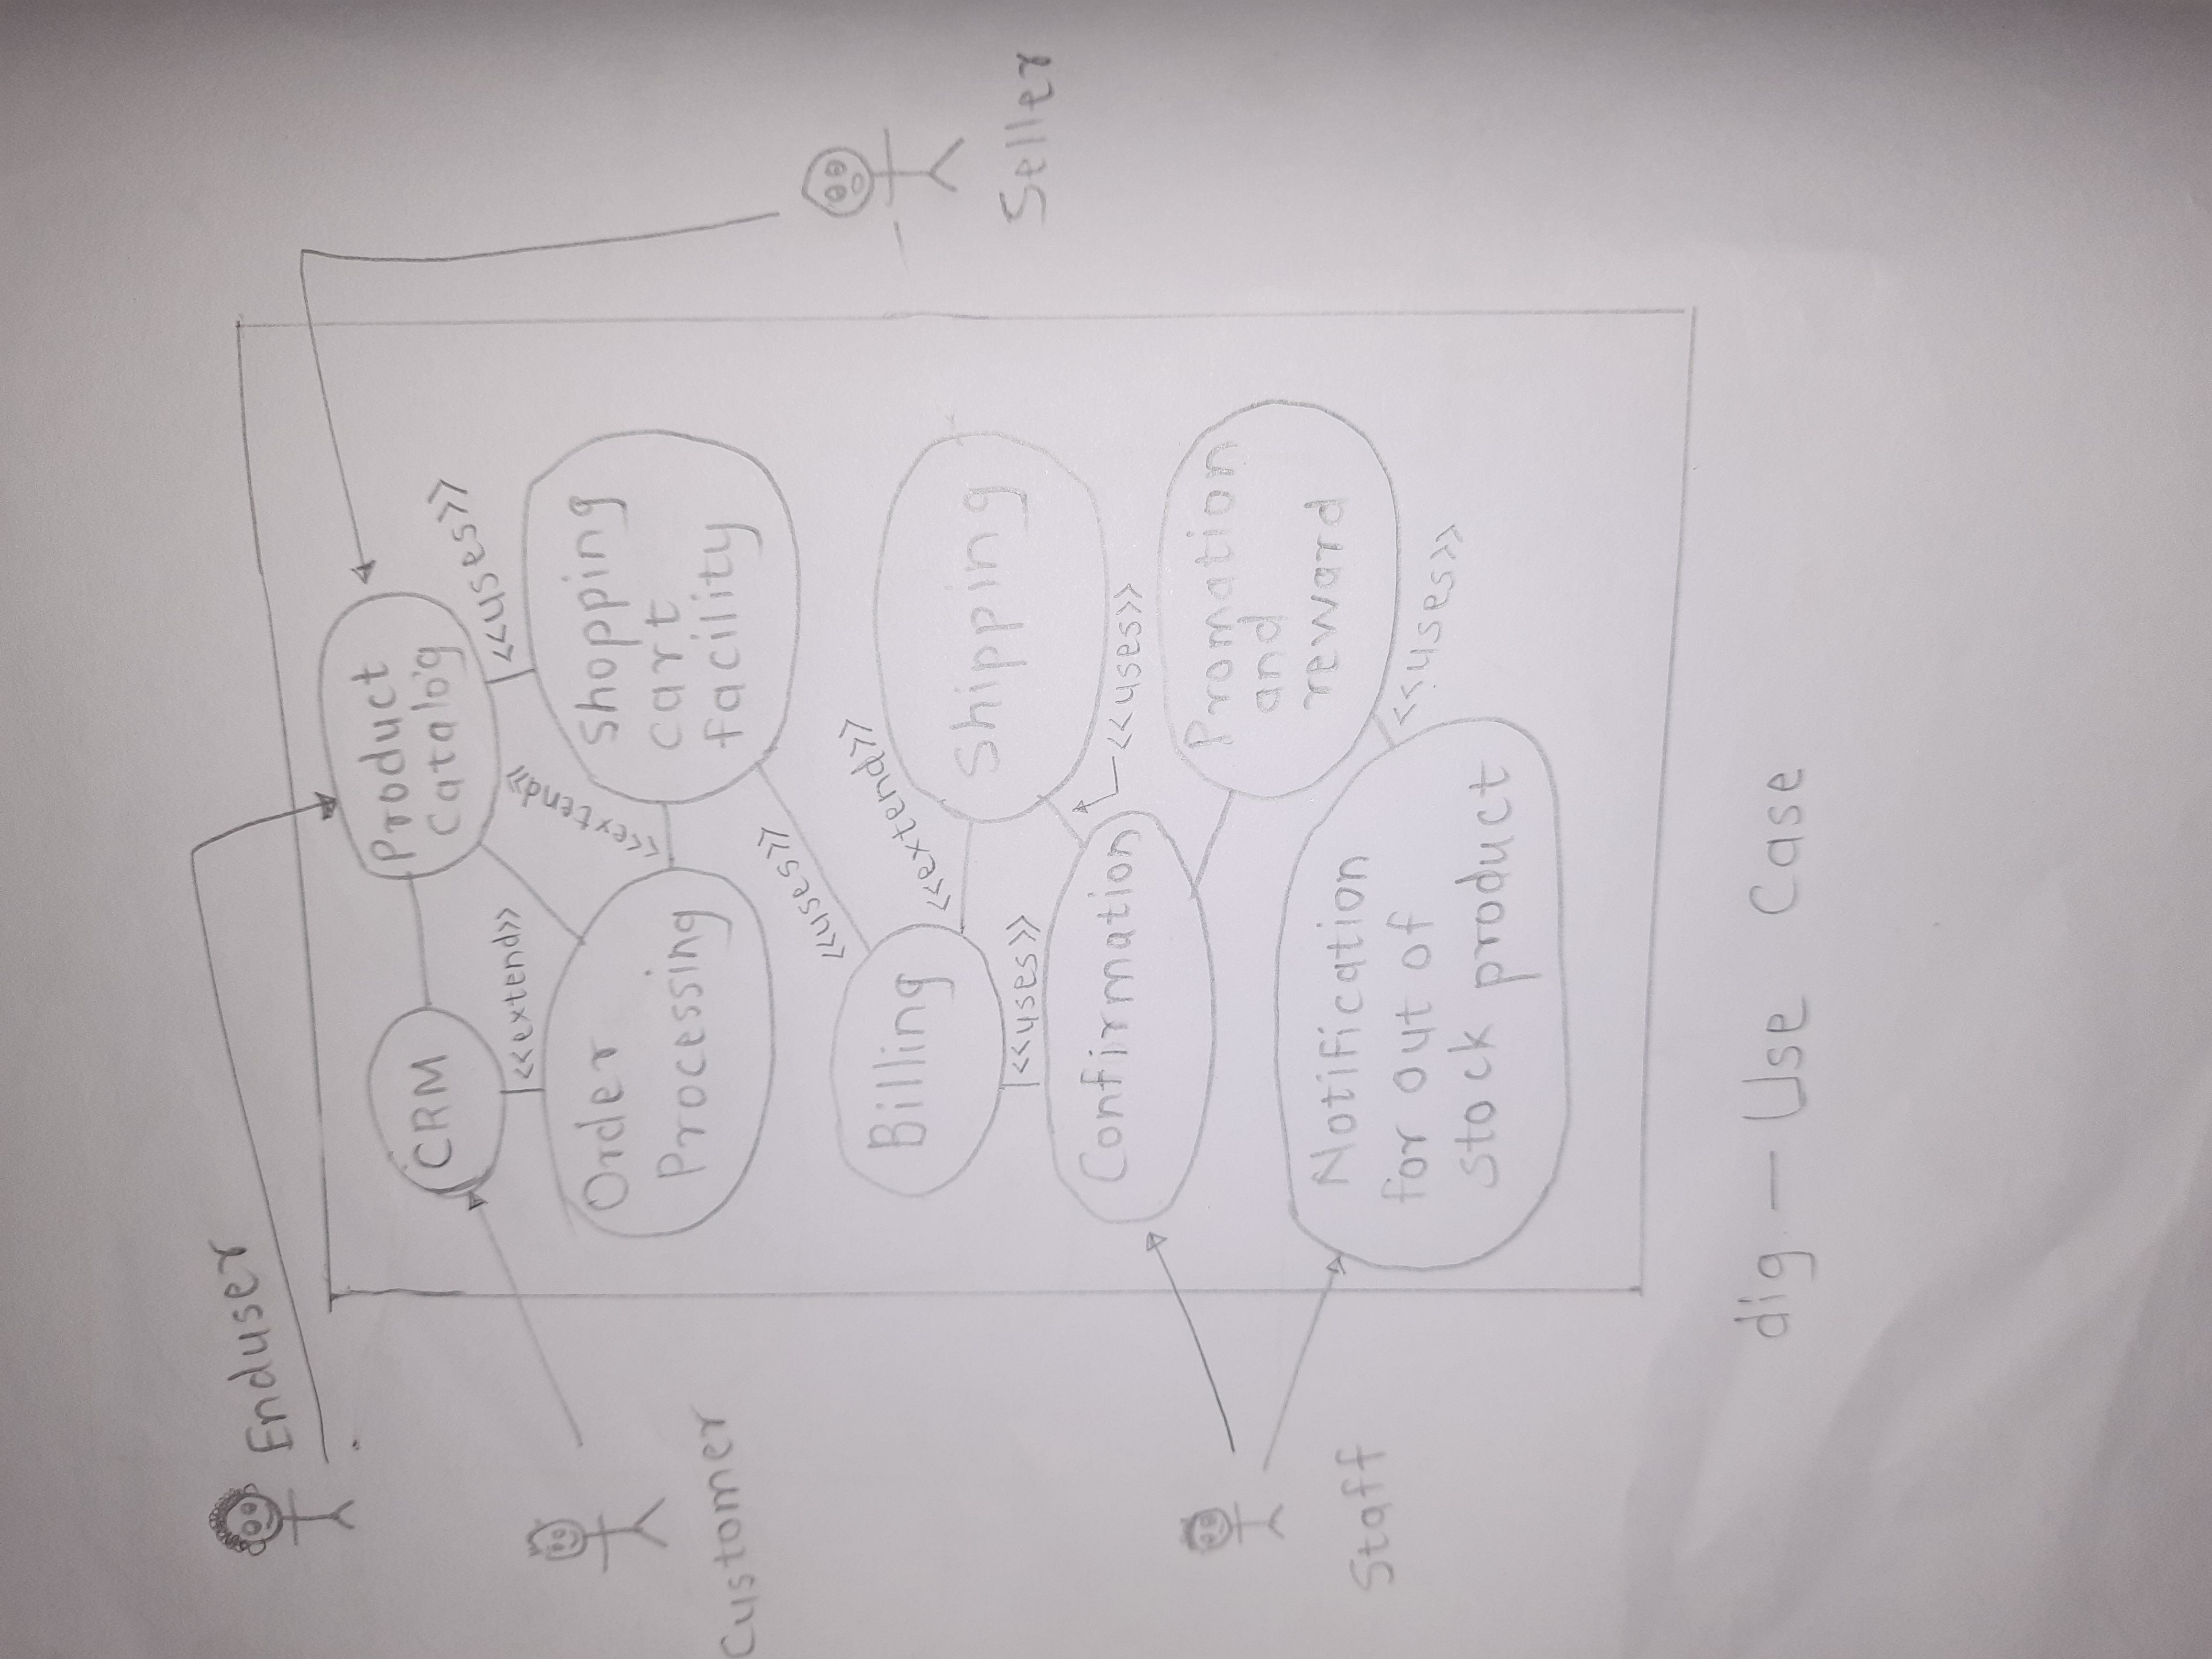 Enduser
Product
Catalog
CRM
<<uses>>
<<extend>>
<<extend>>
Order
Processing
Shopping
cart
facility
Customer
<<uses>>
<<extend>>
Billing
Shipping
Seller
<<uses>>
Confirmation
<<uses>>
Promation
and
reward
Staff
Notification
for out of
stock product
<<uses>>
dig - Use Case